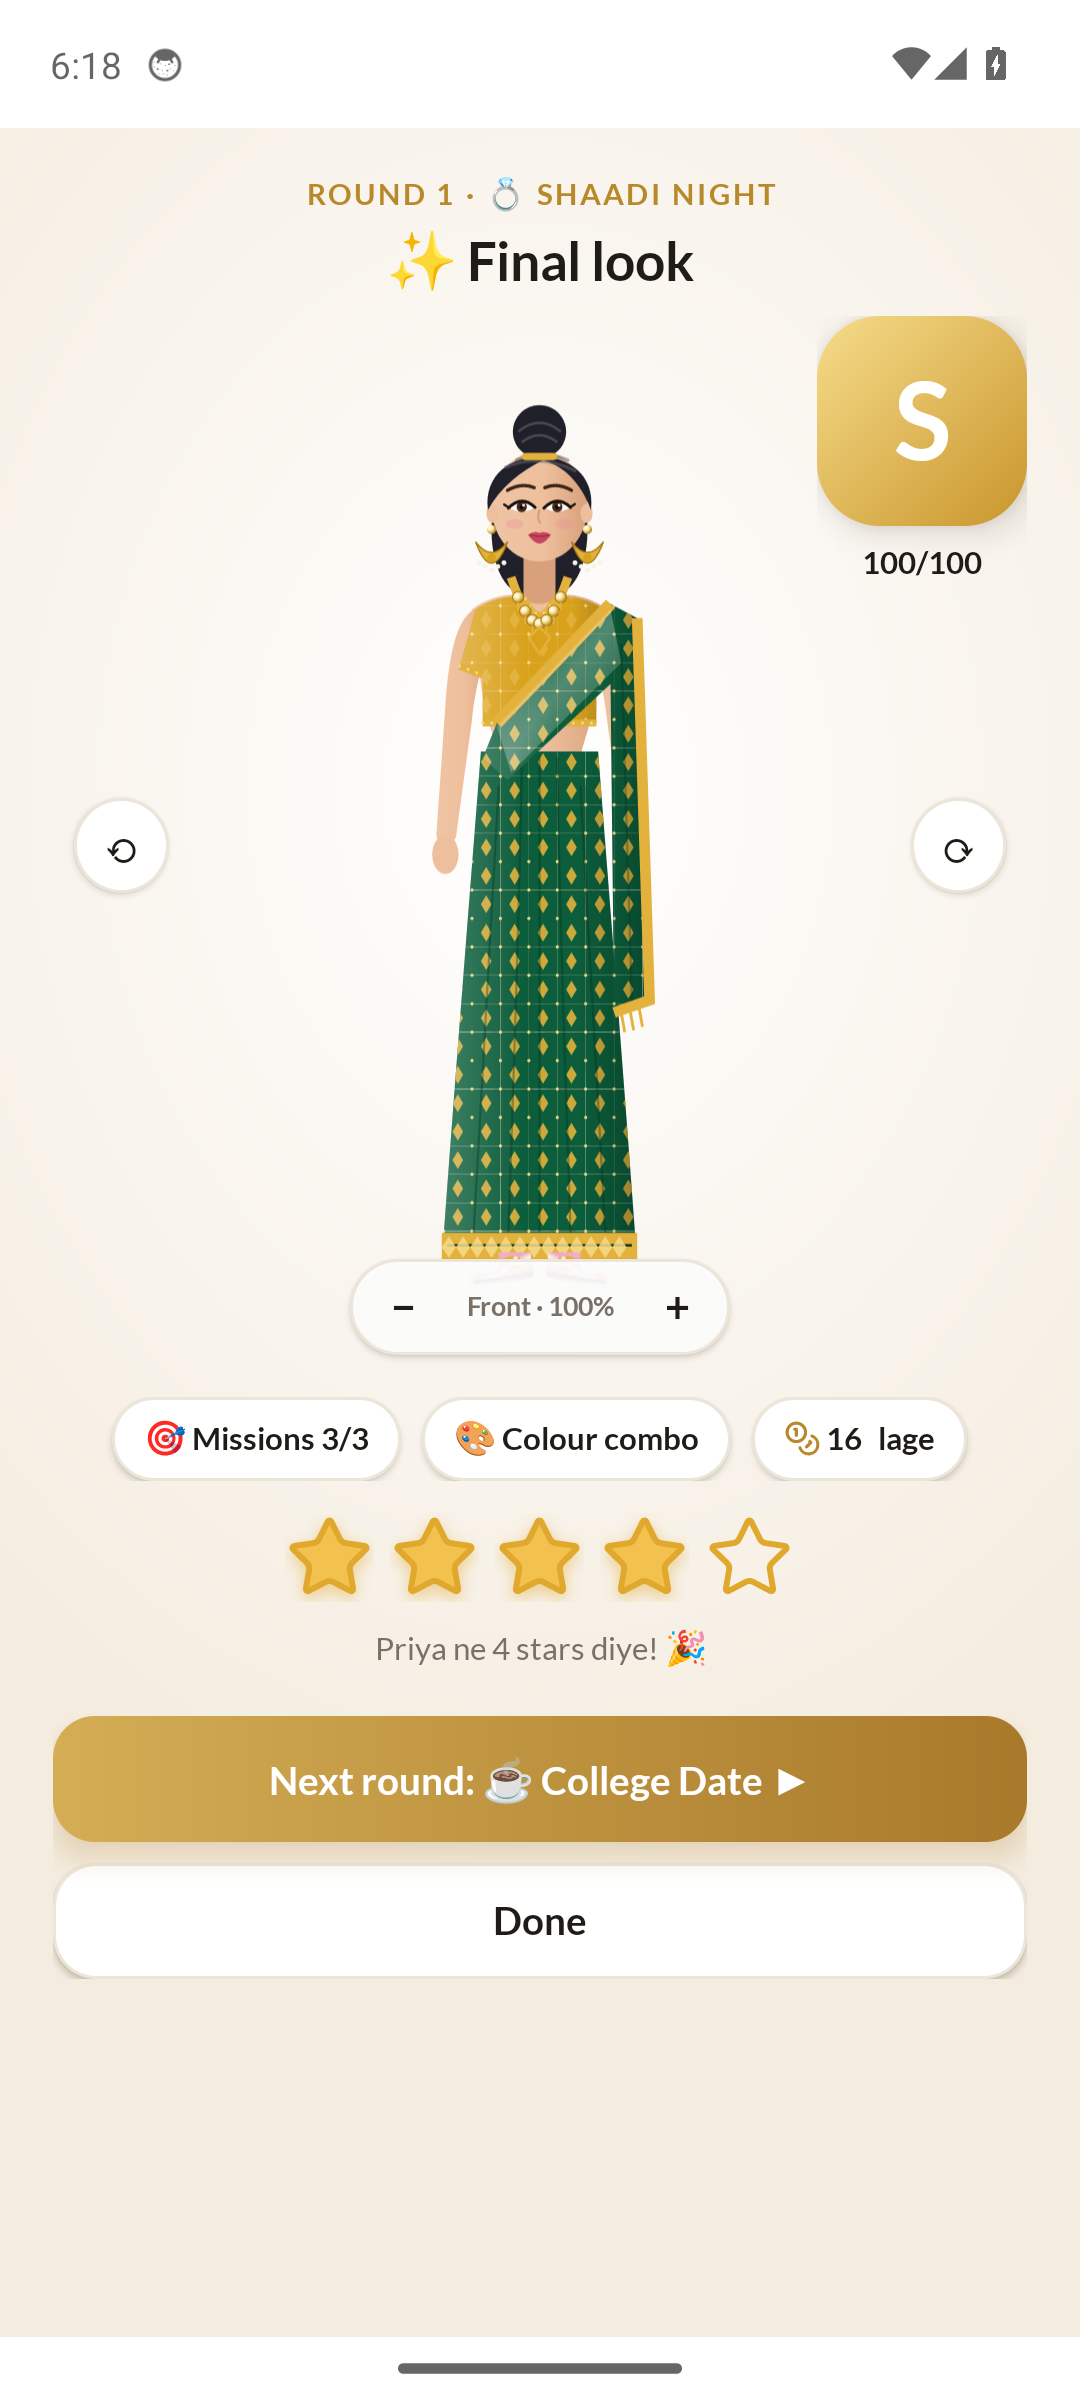 6:18
ROUND 1 · 💍 SHAADI NIGHT
✨ Final look
S
100/100
− Front · 100% +
🎯 Missions 3/3 🎨 Colour combo 16 lage
Priya ne 4 stars diye! 🎉
Next round: ☕ College Date ►
Done